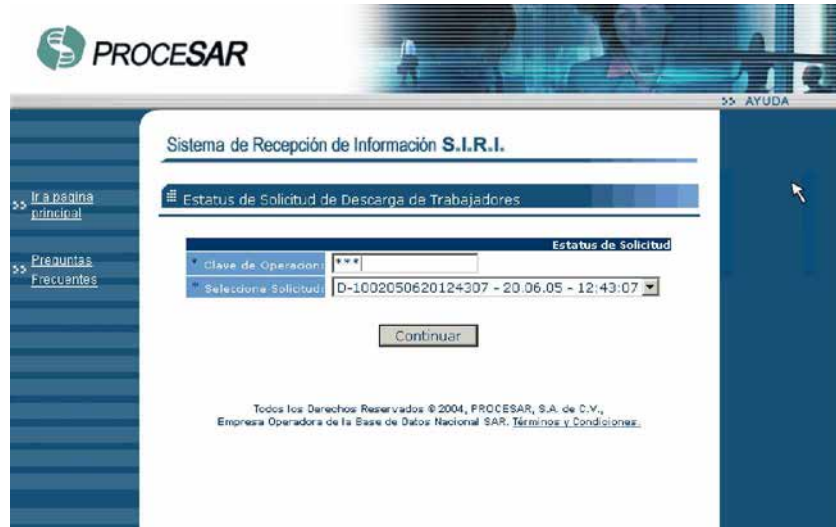 PROCESAR
>> AYUDA
Sistema de Recepción de Información S.I.R.I.
>> Ir a pagina
principal
Estatus de Solicitud de Descarga de Trabajadores
>> Preguntas
Frecuentes
Estatus de Solicitud
* Clave de Operacion: ***
* Seleccione Solicitud: D-1002050620124307 - 20.06.05 - 12:43:07
Continuar
Todos los Derechos Reservados © 2004, PROCESAR, S.A. de C.V.,
Empresa Operadora de la Base de Datos Nacional SAR. Términos y Condiciones.